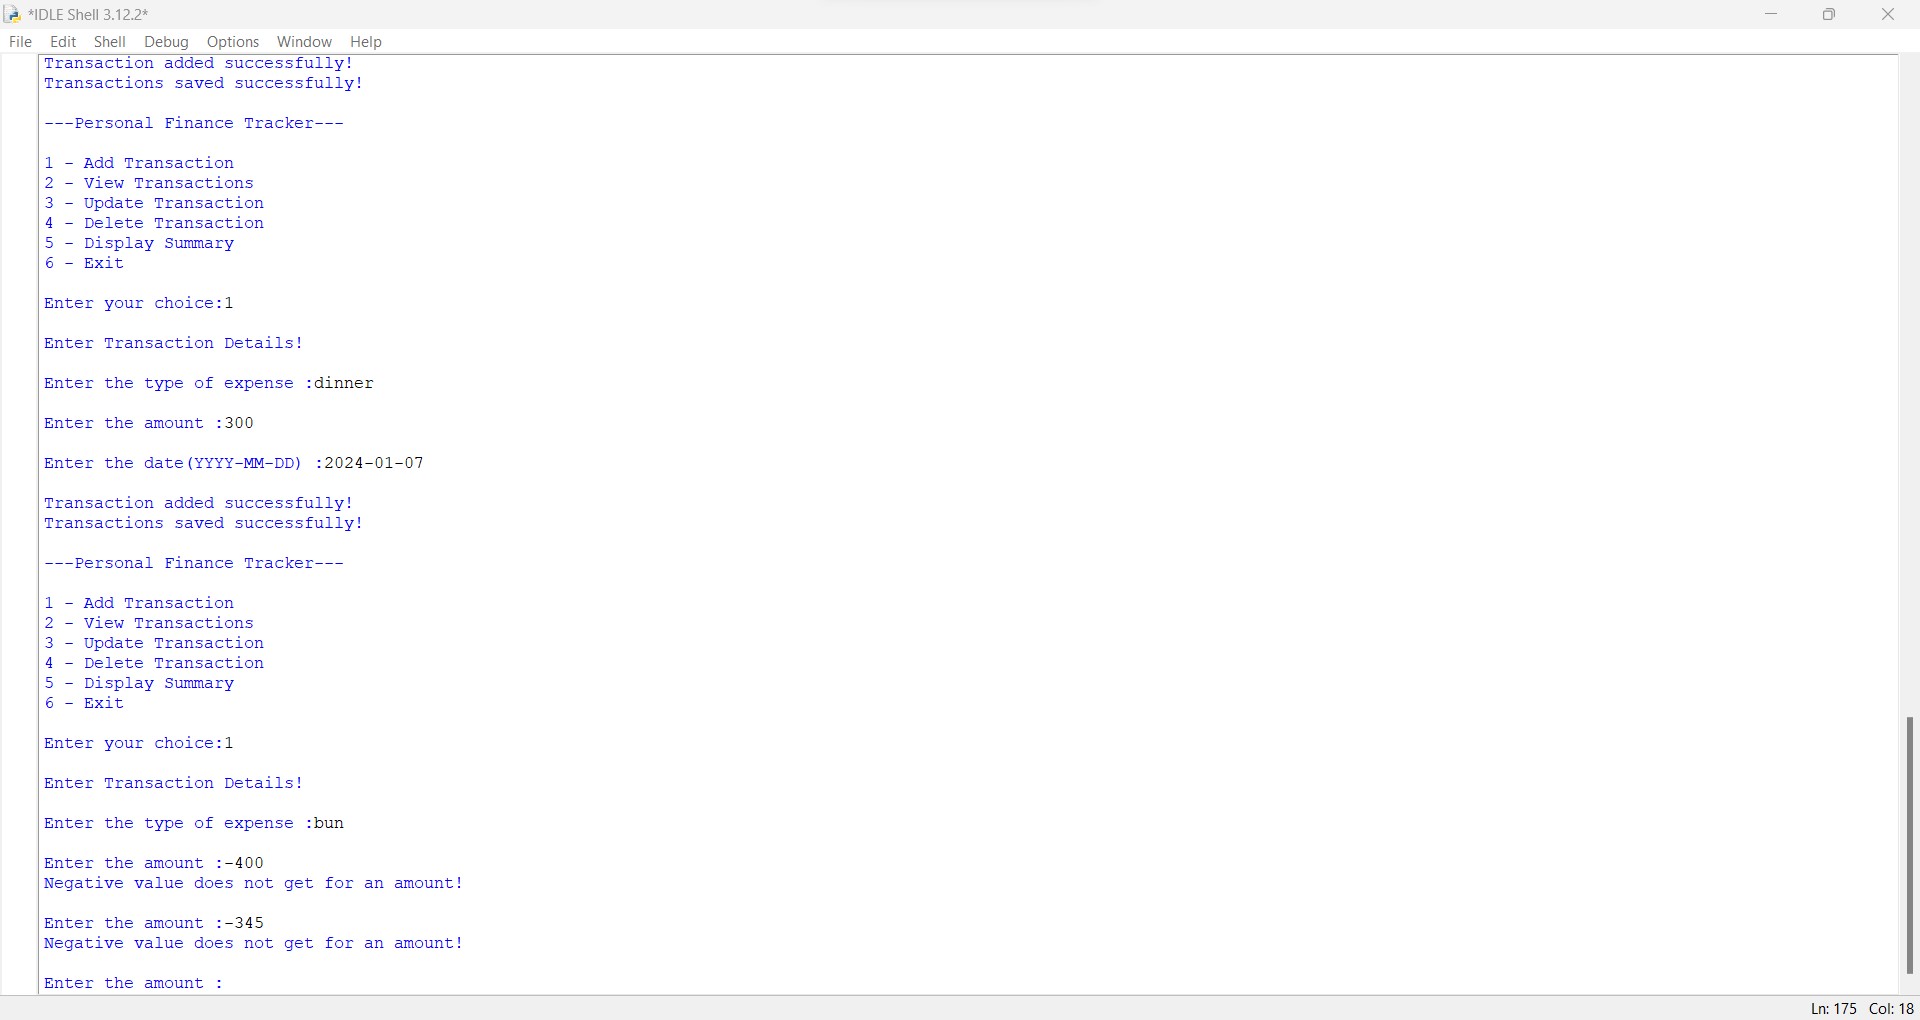 *IDLE Shell 3.12.2*
File Edit Shell Debug Options Window Help
Transaction added successfully!
Transactions saved successfully!
---Personal Finance Tracker---
1 - Add Transaction
2 - View Transactions
3 - Update Transaction
4 - Delete Transaction
5 - Display Summary
6 - Exit
Enter your choice:1
Enter Transaction Details!
Enter the type of expense :dinner
Enter the amount :300
Enter the date(YYYY-MM-DD) :2024-01-07
Transaction added successfully!
Transactions saved successfully!
---Personal Finance Tracker---
1 - Add Transaction
2 - View Transactions
3 - Update Transaction
4 - Delete Transaction
5 - Display Summary
6 - Exit
Enter your choice:1
Enter Transaction Details!
Enter the type of expense :bun
Enter the amount :-400
Negative value does not get for an amount!
Enter the amount :-345
Negative value does not get for an amount!
Enter the amount :
Ln: 175 Col: 18